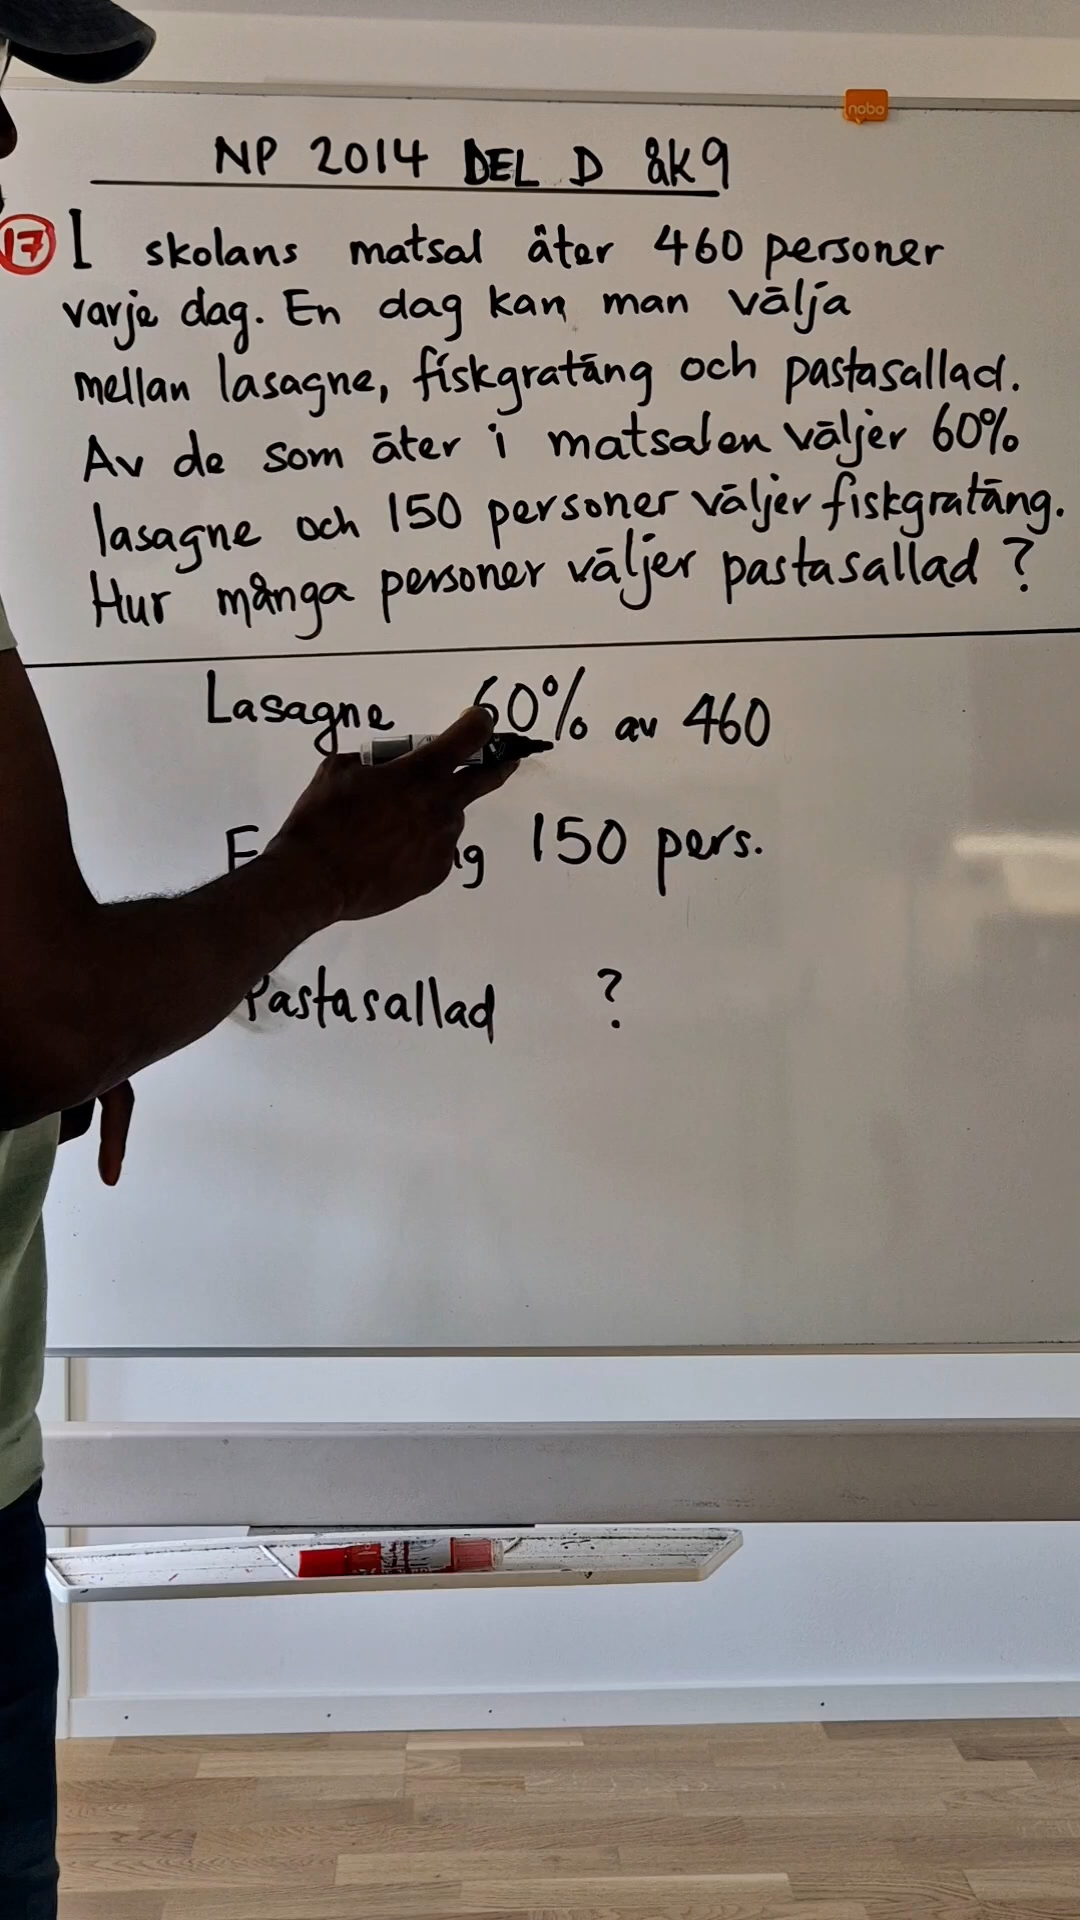 nobo
NP 2014 DEL D åk9
17 I skolans matsal äter 460 personer
varje dag. En dag kan man välja
mellan lasagne, fiskgratäng och pastasallad.
Av de som äter i matsalen väljer 60%
lasagne och 150 personer väljer fiskgratäng.
Hur många personer väljer pastasallad ?
Lasagne 60% av 460
150 pers.
Pastasallad ?